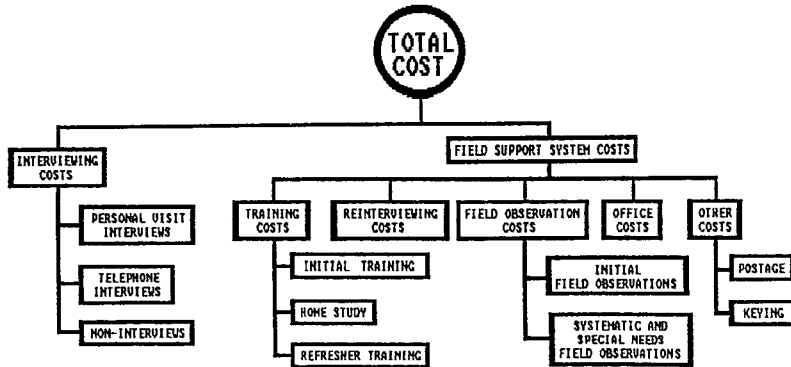 TOTAL
COST
INTERVIEWING
COSTS
FIELD SUPPORT SYSTEM COSTS
PERSONAL VISIT
INTERVIEWS
TELEPHONE
INTERVIEWS
NON-INTERVIEWS
TRAINING
COSTS
REINTERVIEWING
COSTS
FIELD OBSERVATION
COSTS
OFFICE
COSTS
OTHER
COSTS
INITIAL TRAINING
HOME STUDY
REFRESHER TRAINING
INITIAL
FIELD OBSERVATIONS
SYSTEMATIC AND
SPECIAL NEEDS
FIELD OBSERVATIONS
POSTAGE
KEYING